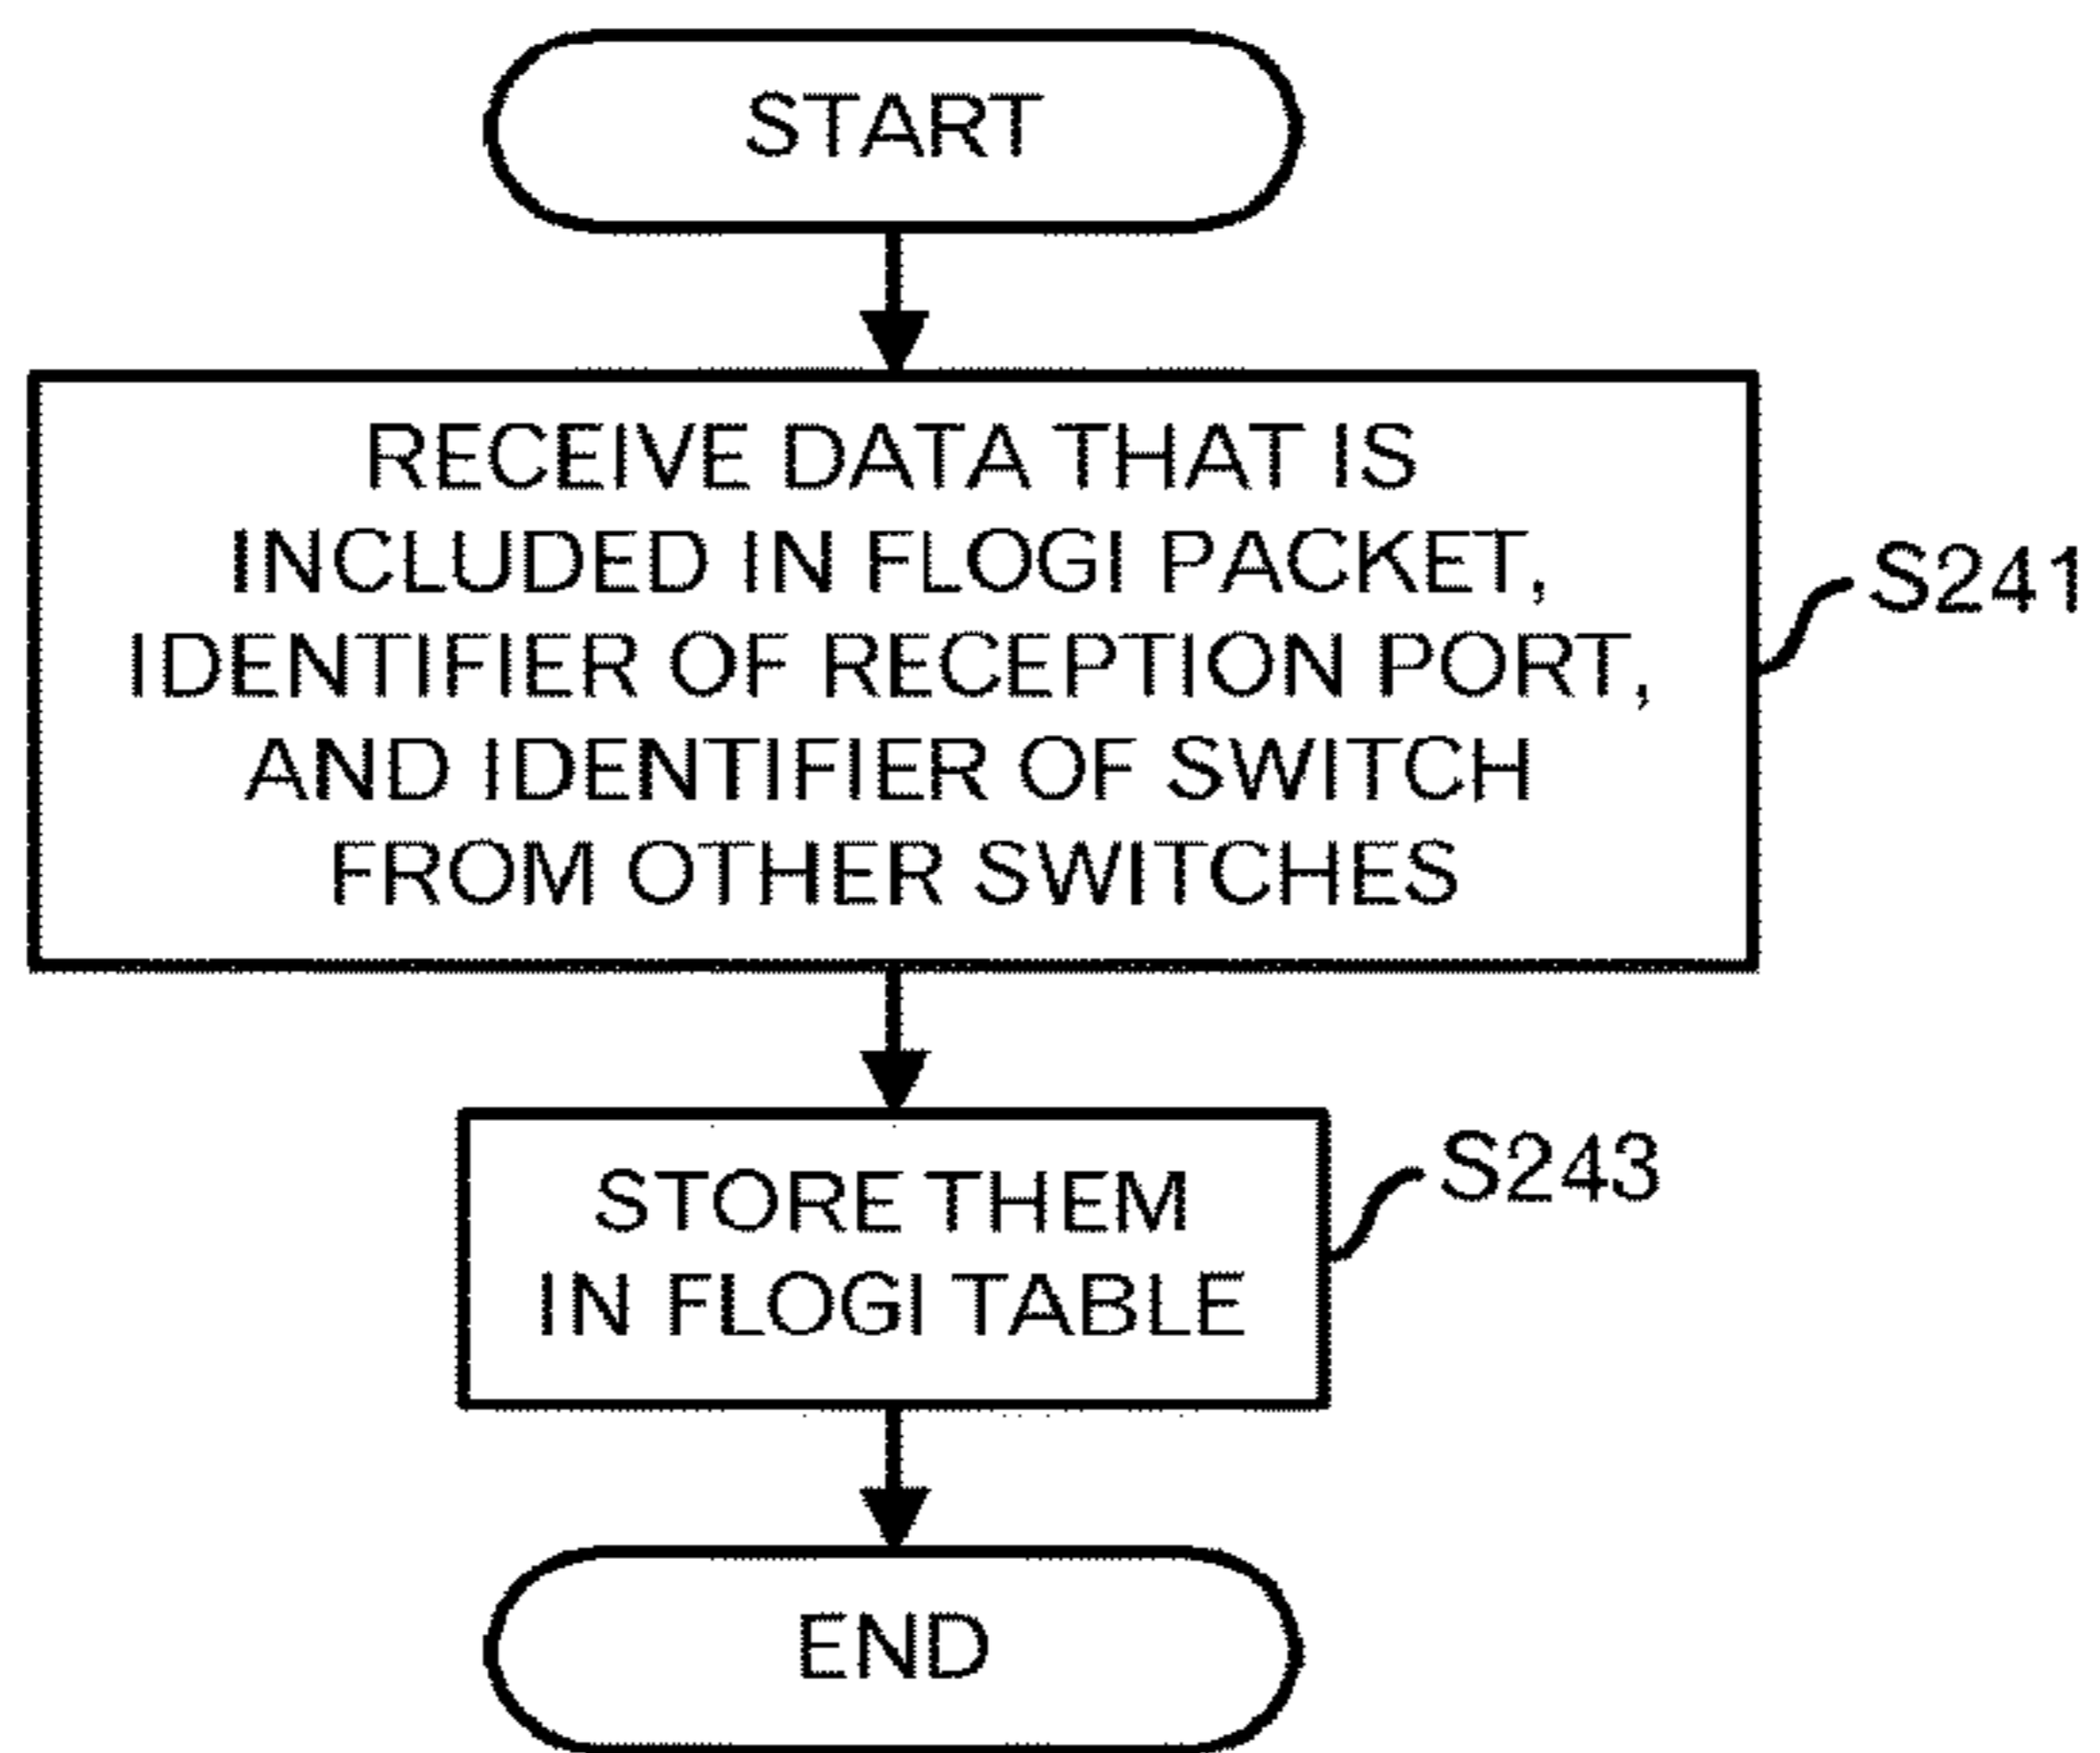 START
RECEIVE DATA THAT IS
INCLUDED IN FLOGI PACKET,
IDENTIFIER OF RECEPTION PORT,
AND IDENTIFIER OF SWITCH
FROM OTHER SWITCHES
S241
STORE THEM
IN FLOGI TABLE
S243
END